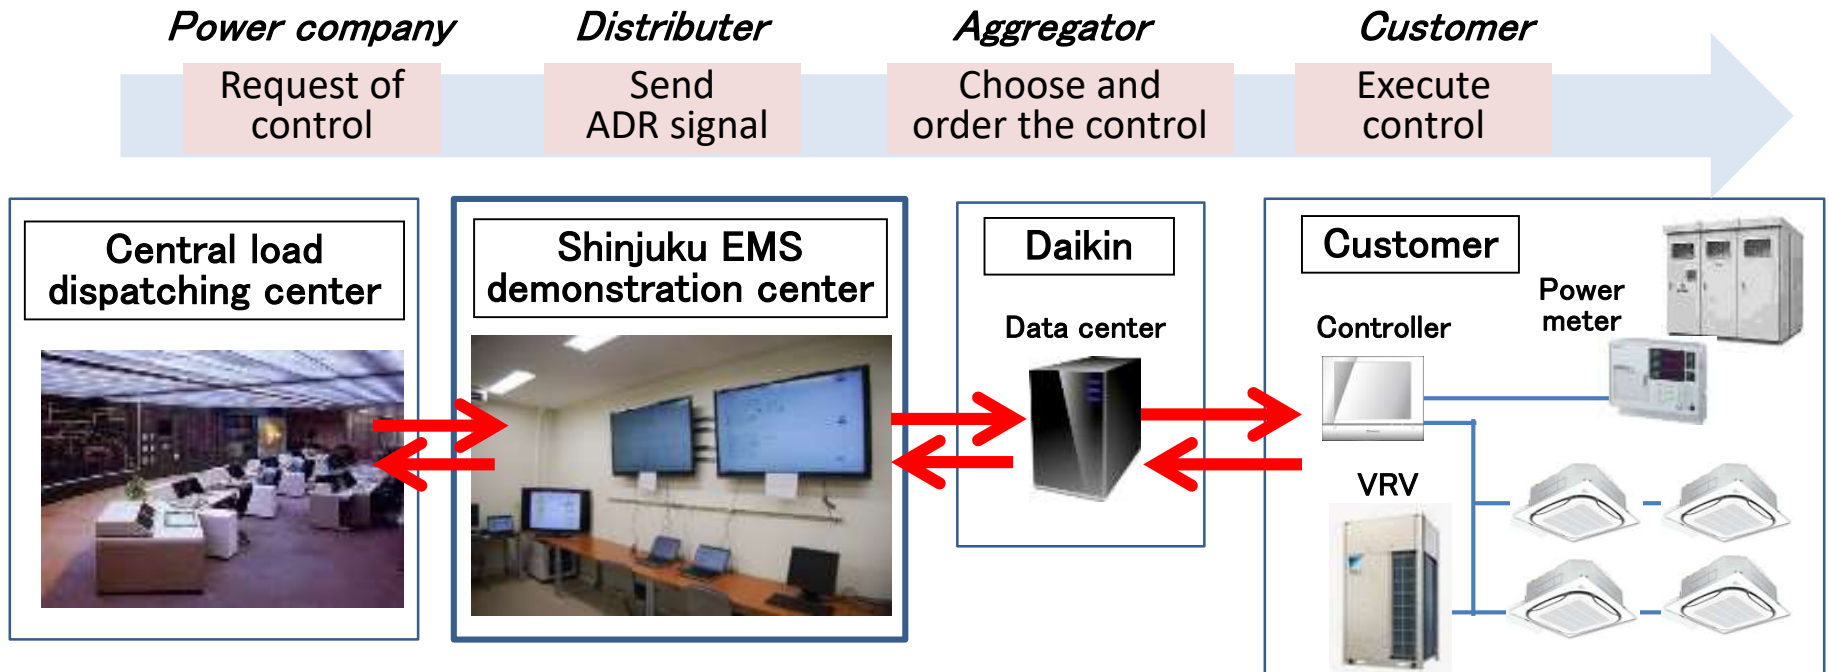 Power company
Distributer
Aggregator
Customer
Request of
control
Send
ADR signal
Choose and
order the control
Execute
control
Central load
dispatching center
Shinjuku EMS
demonstration center
Daikin
Data center
Customer
Controller
Power
meter
VRV